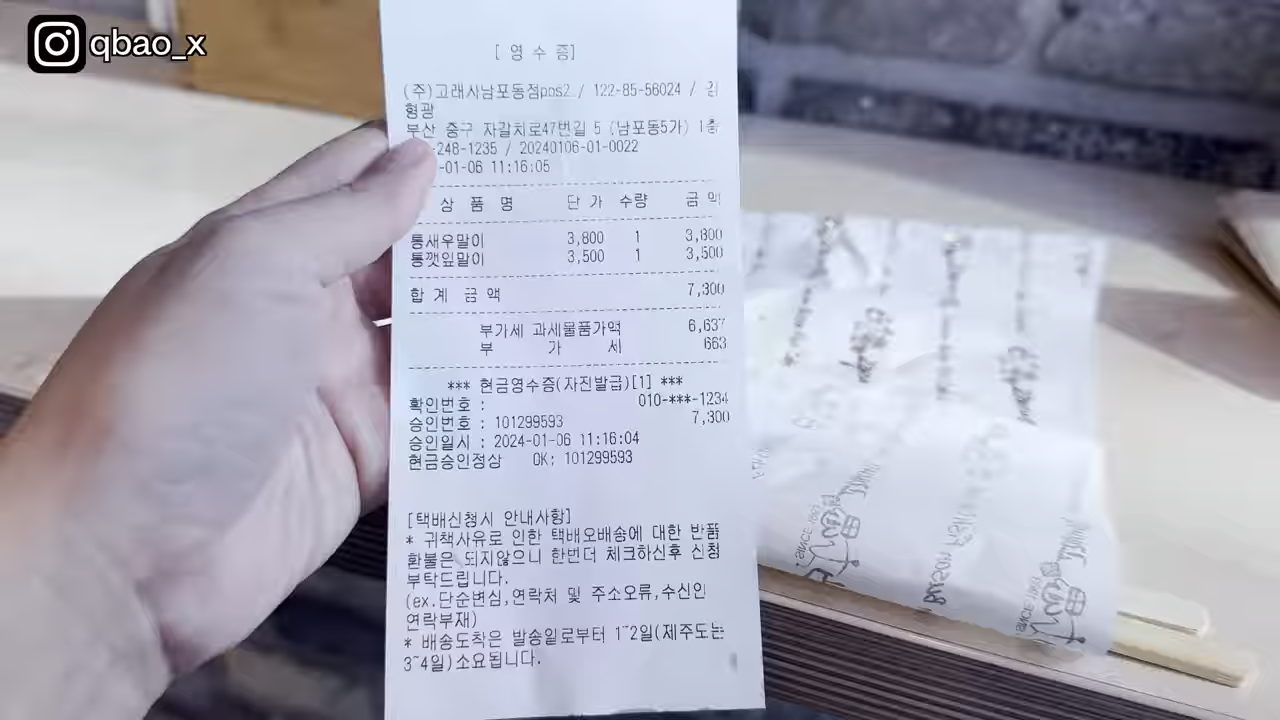 qbao_x
[ 영 수 증]
(주)고래사남포동점pos2 / 122-85-56024 / 김
형광
부산 중구 자갈치로47번길 5 (남포동5가) 1층
-248-1235 / 20240106-01-0022
-01-06 11:16:05
상 품 명 단 가 수량 금 액
통새우말이 3,800 1 3,800
통깻잎말이 3,500 1 3,500
합 계 금 액 7,300
부가세 과세물품가액 6,637
부 가 세 663
*** 현금영수증(자진발급)[1] ***
확인번호 : 010-***-1234
승인번호 : 101299593 7,300
승인일시 : 2024-01-06 11:16:04
현금승인정상 OK: 101299593
[택배신청시 안내사항]
* 귀책사유로 인한 택배오배송에 대한 반품
환불은 되지않으니 한번더 체크하신후 신청
부탁드립니다.
(ex.단순변심,연락처 및 주소오류,수신인
연락부재)
* 배송도착은 발송일로부터 1~2일(제주도는
3~4일)소요됩니다.